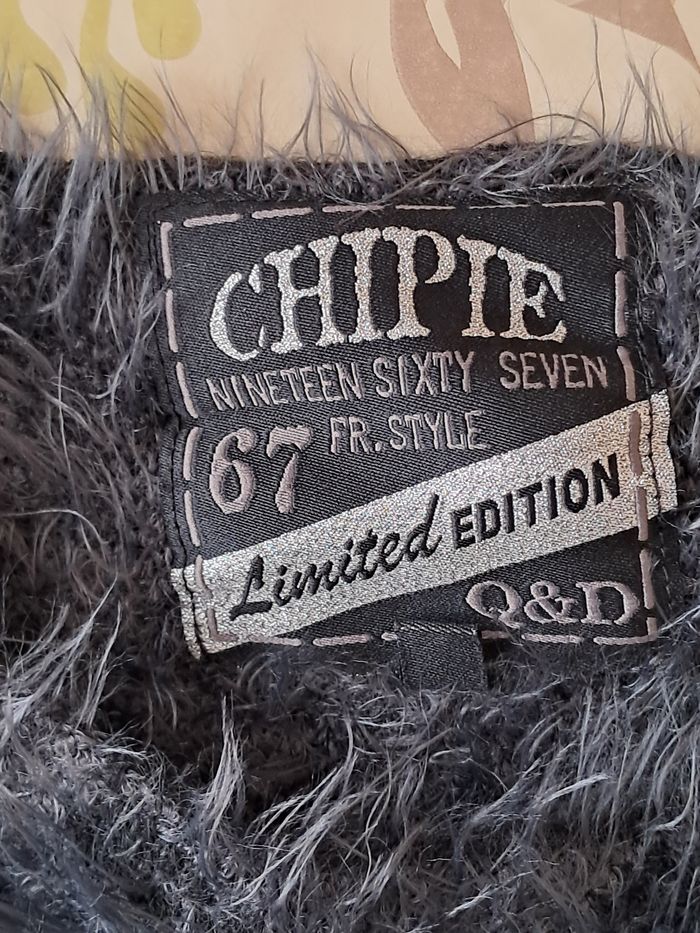 CHIPIE
NINETEEN SIXTY SEVEN
67 FR. STYLE
Limited EDITION
Q&D